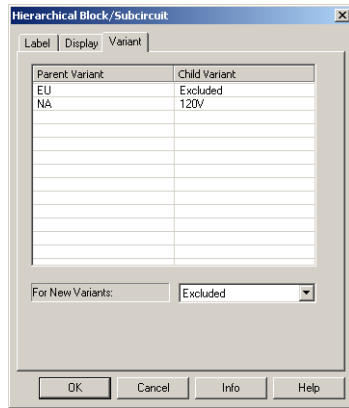 Hierarchical Block/Subcircuit
Label Display Variant
Parent Variant Child Variant
EU Excluded
NA 120V
For New Variants: Excluded
OK Cancel Info Help